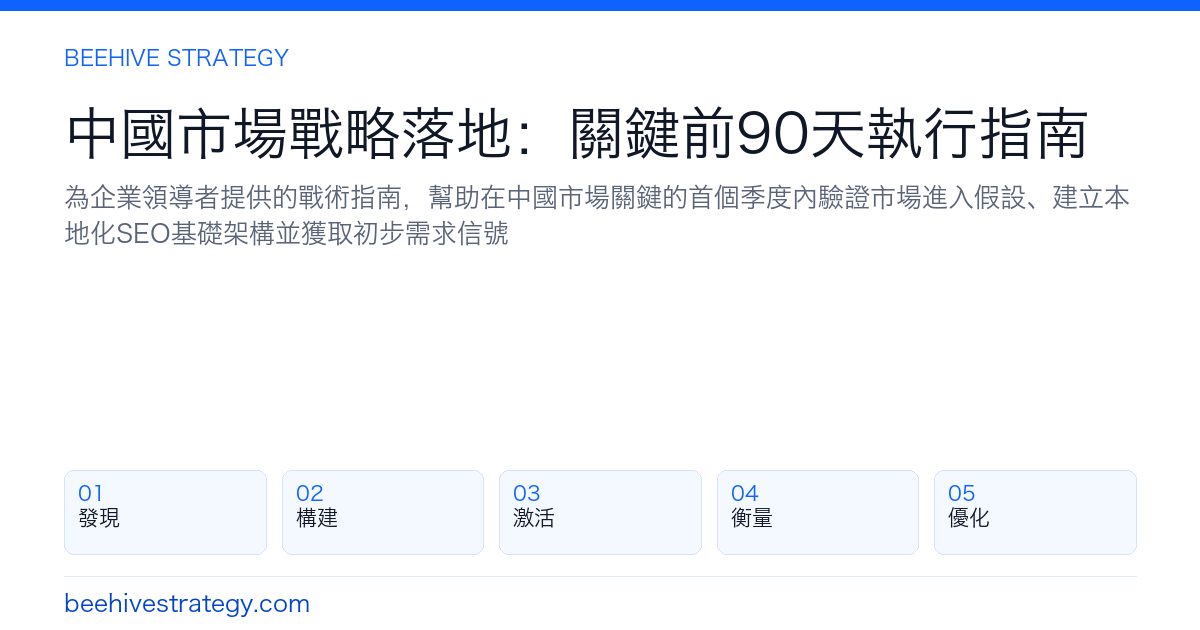 BEEHIVE STRATEGY
中國市場戰略落地：關鍵前90天執行指南
為企業領導者提供的戰術指南，幫助在中國市場關鍵的首個季度內驗證市場進入假設、建立本
地化SEO基礎架構並獲取初步需求信號
01
發現
02
構建
03
激活
04
衡量
05
優化
beehivestrategy.com